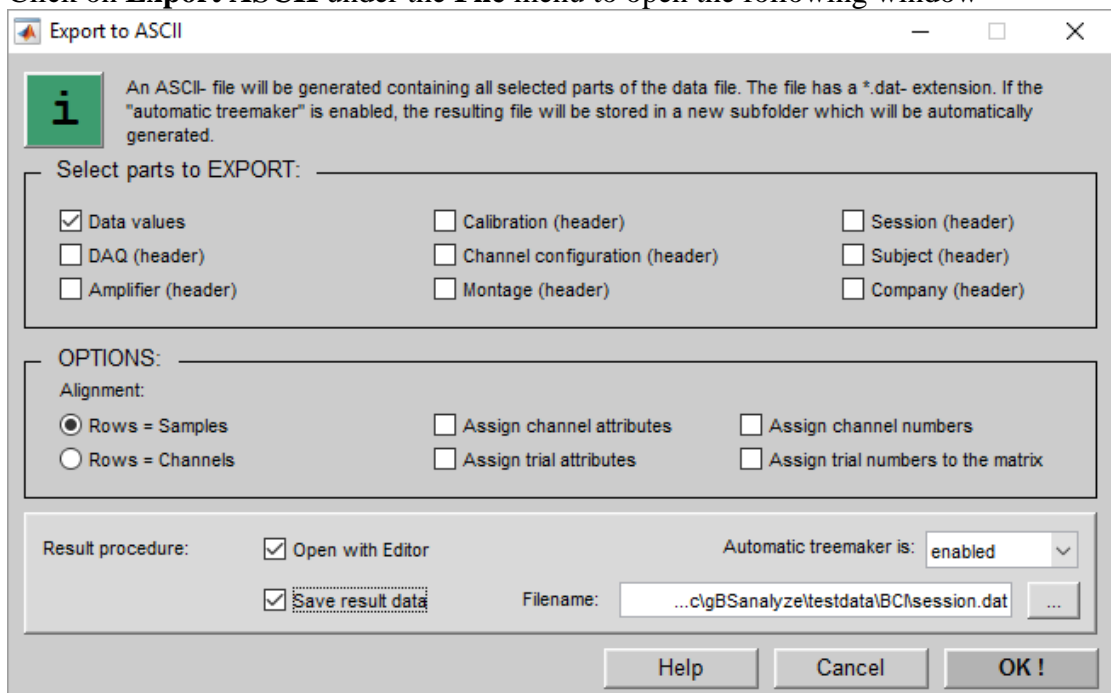 Click on Export ASCII under the File menu to open the following window
Export to ASCII
i
An ASCII- file will be generated containing all selected parts of the data file. The file has a *.dat- extension. If the
"automatic treemaker" is enabled, the resulting file will be stored in a new subfolder which will be automatically
generated.
Select parts to EXPORT:
Data values Calibration (header) Session (header)
DAQ (header) Channel configuration (header) Subject (header)
Amplifier (header) Montage (header) Company (header)
OPTIONS:
Alignment:
Rows = Samples Assign channel attributes Assign channel numbers
Rows = Channels Assign trial attributes Assign trial numbers to the matrix
Result procedure: Open with Editor Automatic treemaker is: enabled
Save result data Filename: ...c\gBSanalyze\testdata\BCI\session.dat ...
Help Cancel OK !